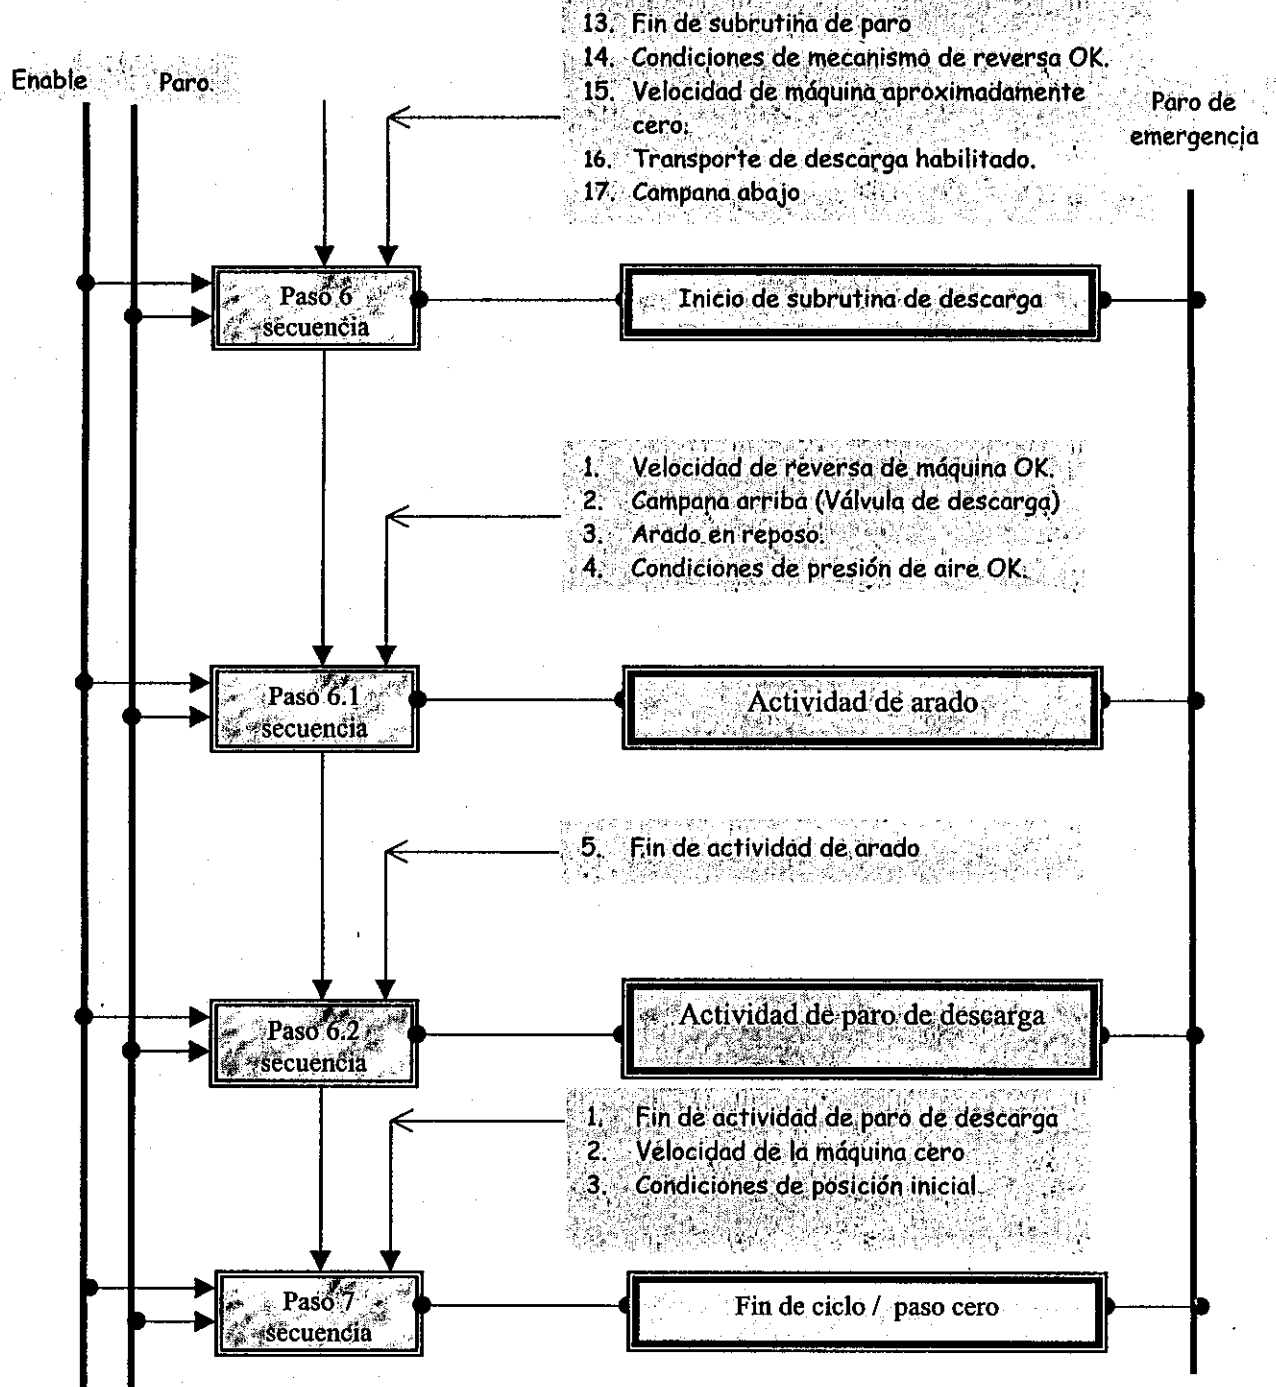 13. Fin de subrutina de paro
14. Condiciones de mecanismo de reversa OK.
Enable
Paro.
15. Velocidad de máquina aproximadamente
cero.
Paro de
emergencia
16. Transporte de descarga habilitado.
17. Campana abajo
Paso 6
secuencia
Inicio de subrutina de descarga
1. Velocidad de reversa de máquina OK.
2. Campana arriba (Válvula de descarga)
3. Arado en reposo.
4. Condiciones de presión de aire OK.
Paso 6.1
secuencia
Actividad de arado
5. Fin de actividad de arado
Paso 6.2
secuencia
Actividad de paro de descarga
1. Fin de actividad de paro de descarga
2. Velocidad de la máquina cero
3. Condiciones de posición inicial
Paso 7
secuencia
Fin de ciclo / paso cero